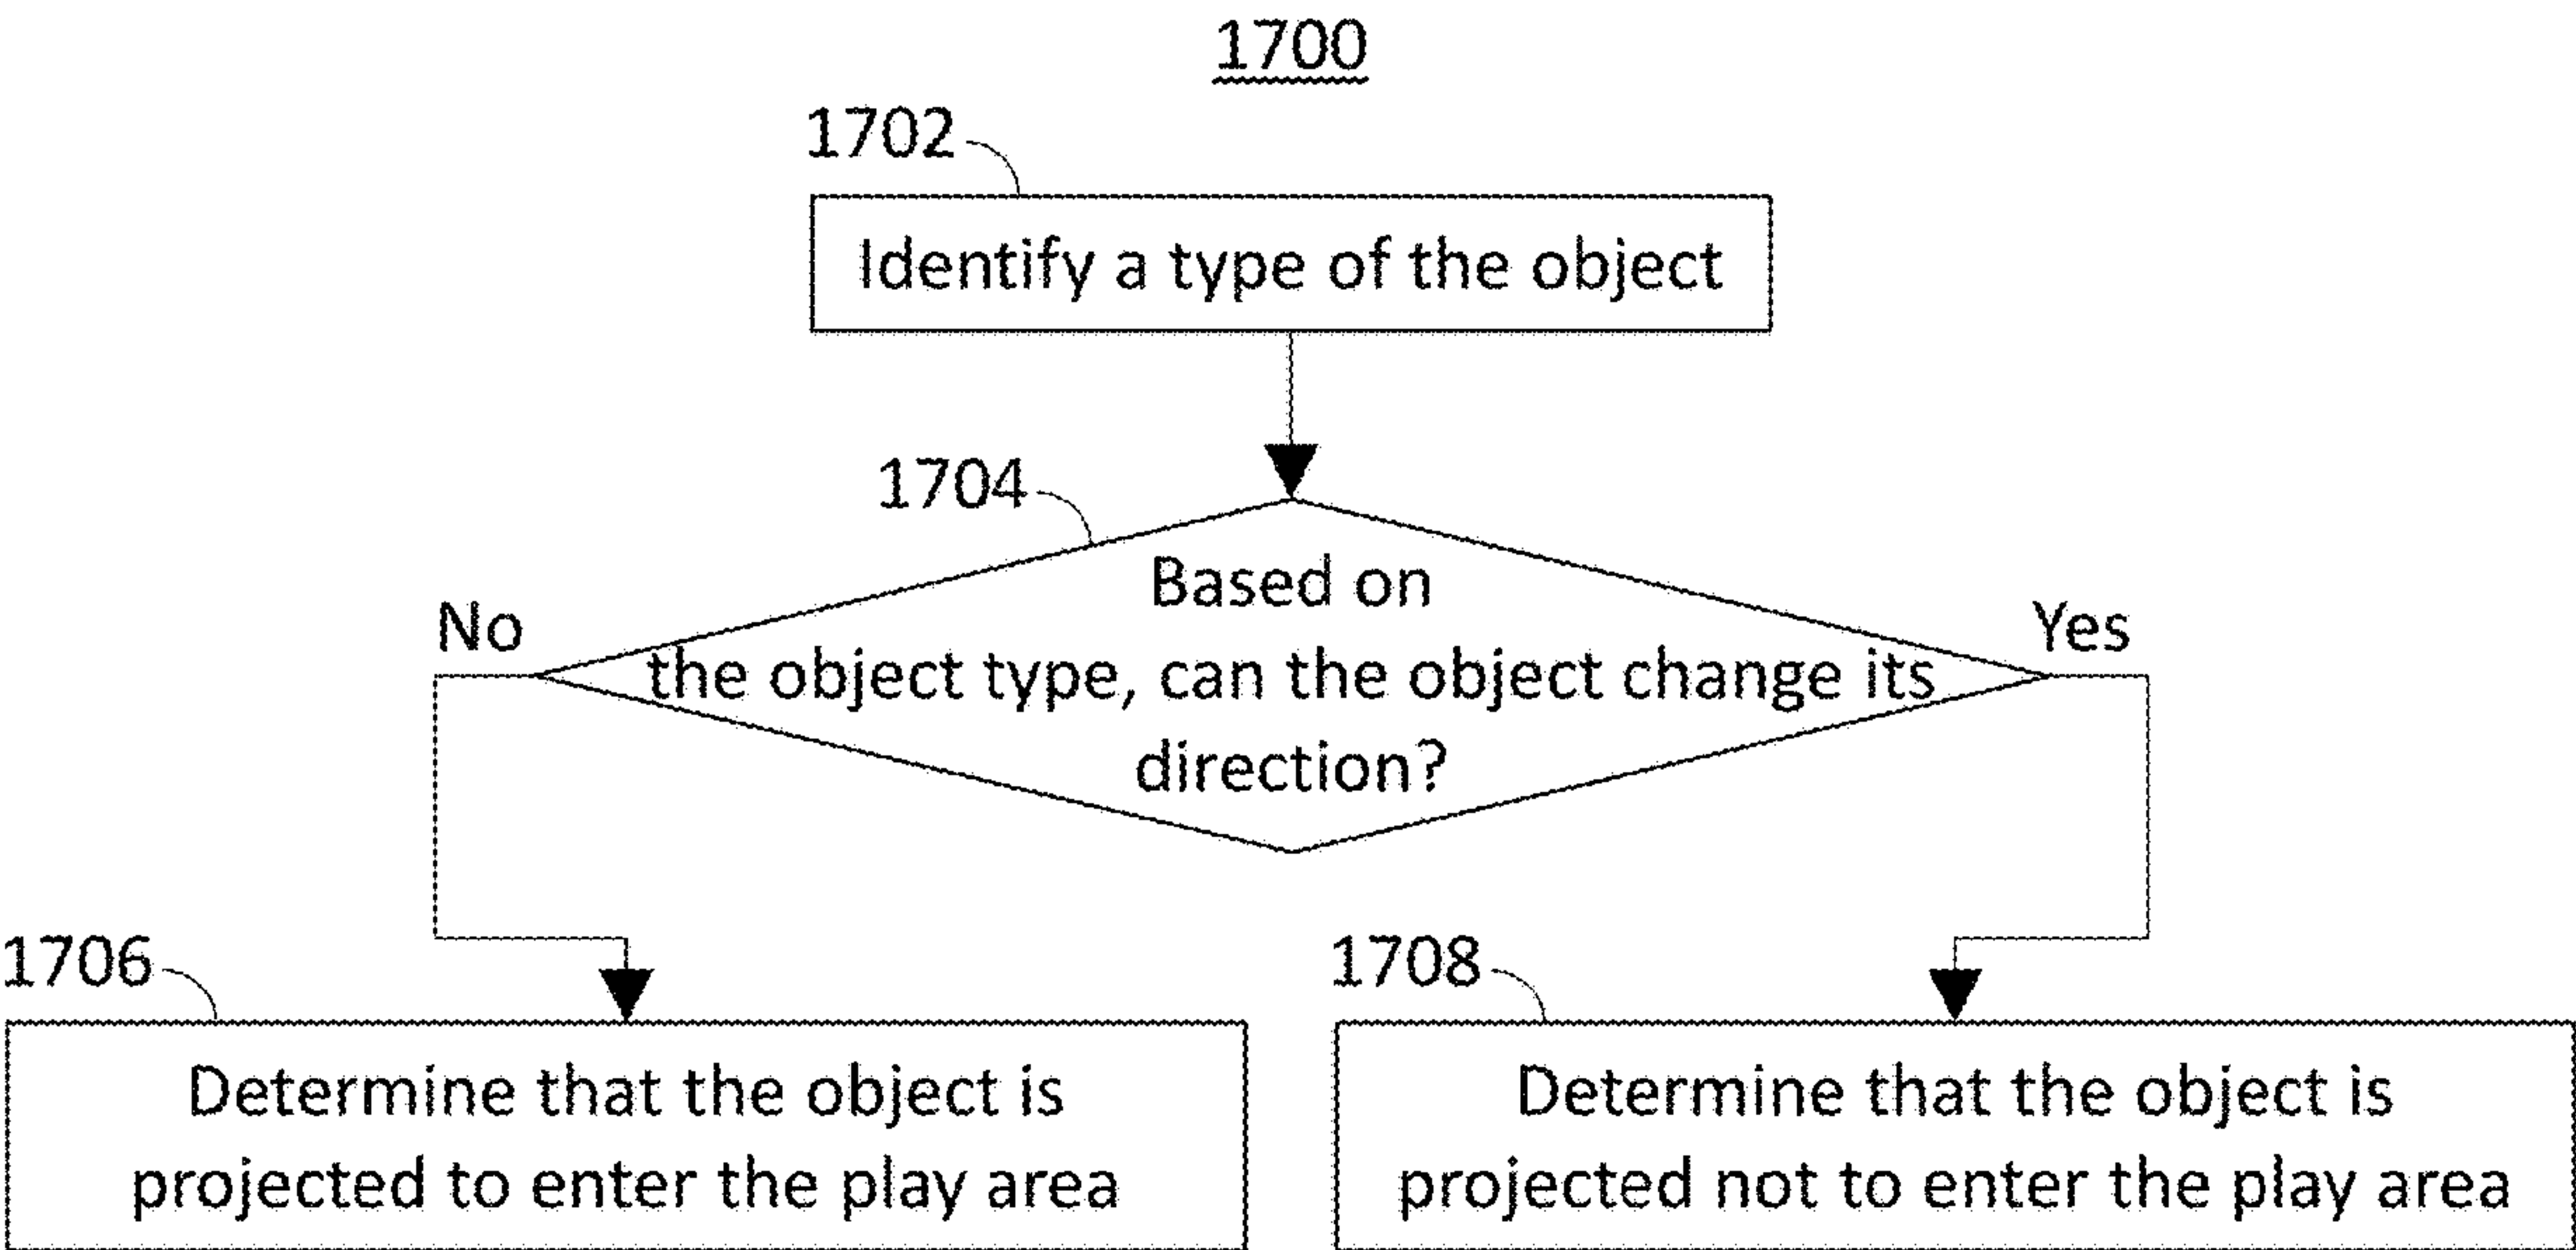 1700
1702
Identify a type of the object
1704
Based on
the object type, can the object change its
direction?
No
Yes
1706
Determine that the object is
projected to enter the play area
1708
Determine that the object is
projected not to enter the play area